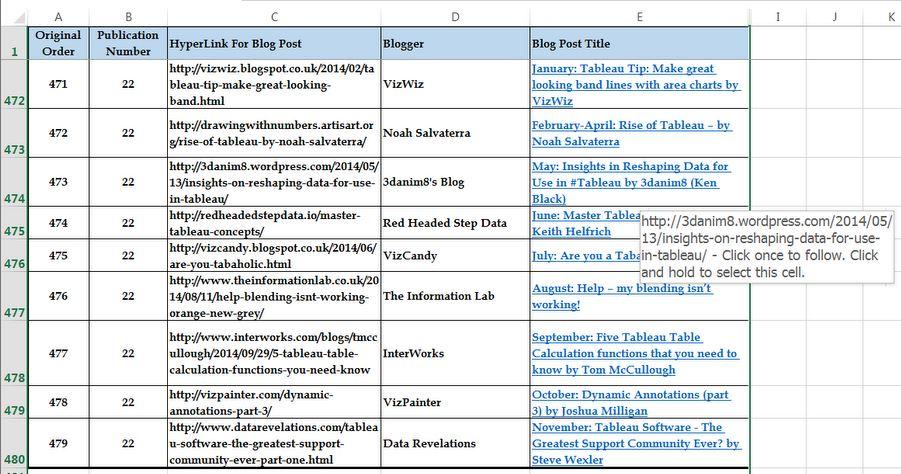 A B C D E I J K
1
Original
Order
Publication
Number
HyperLink For Blog Post
Blogger
Blog Post Title
472
471
22
http://vizwiz.blogspot.co.uk/2014/02/ta
bleau-tip-make-great-looking-
band.html
VizWiz
January: Tableau Tip: Make great
looking band lines with area charts by
VizWiz
473
472
22
http://drawingwithnumbers.artisart.or
g/rise-of-tableau-by-noah-salvaterra/
Noah Salvaterra
February-April: Rise of Tableau – by
Noah Salvaterra
474
473
22
http://3danim8.wordpress.com/2014/05/
13/insights-on-reshaping-data-for-use-
in-tableau/
3danim8's Blog
May: Insights in Reshaping Data for
Use in #Tableau by 3danim8 (Ken
Black)
475
474
22
http://redheadedstepdata.io/master-
tableau-concepts/
Red Headed Step Data
June: Master Tablea
Keith Helfrich
476
475
22
http://vizcandy.blogspot.co.uk/2014/06/
are-you-tabaholic.html
VizCandy
July: Are you a Taba
http://3danim8.wordpress.com/2014/05/
13/insights-on-reshaping-data-for-use-
in-tableau/ - Click once to follow. Click
and hold to select this cell.
477
476
22
http://www.theinformationlab.co.uk/20
14/08/11/help-blending-isnt-working-
orange-new-grey/
The Information Lab
August: Help – my blending isn't
working!
478
477
22
http://www.interworks.com/blogs/tmcc
ullough/2014/09/29/5-tableau-table-
calculation-functions-you-need-know
InterWorks
September: Five Tableau Table
Calculation functions that you need to
know by Tom McCullough
479
478
22
http://vizpainter.com/dynamic-
annotations-part-3/
VizPainter
October: Dynamic Annotations (part
3) by Joshua Milligan
480
479
22
http://www.datarevelations.com/tablea
u-software-the-greatest-support-
community-ever-part-one.html
Data Revelations
November: Tableau Software - The
Greatest Support Community Ever? by
Steve Wexler